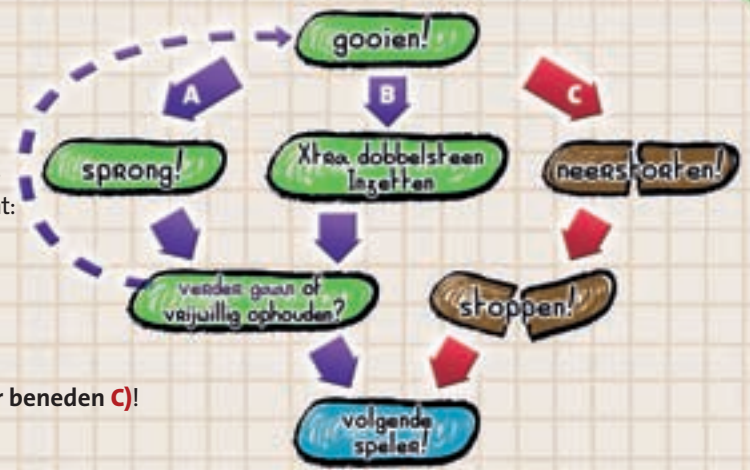 gooien!
A
B
C
sprong!
Xtra dobbelsteen
Inzetten
neerstorten!
t:
verder gaan of
vrijwillig ophouden?
stoppen!
r beneden C)!
volgende
speler!